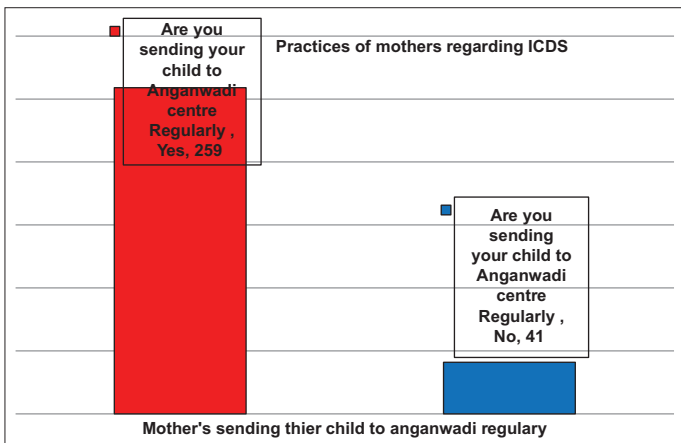 Practices of mothers regarding ICDS
Are you
sending your
child to
Anganwadi
centre
Regularly ,
Yes, 259
Are you
sending
your child to
Anganwadi
centre
Regularly ,
No, 41
Mother's sending thier child to anganwadi regulary